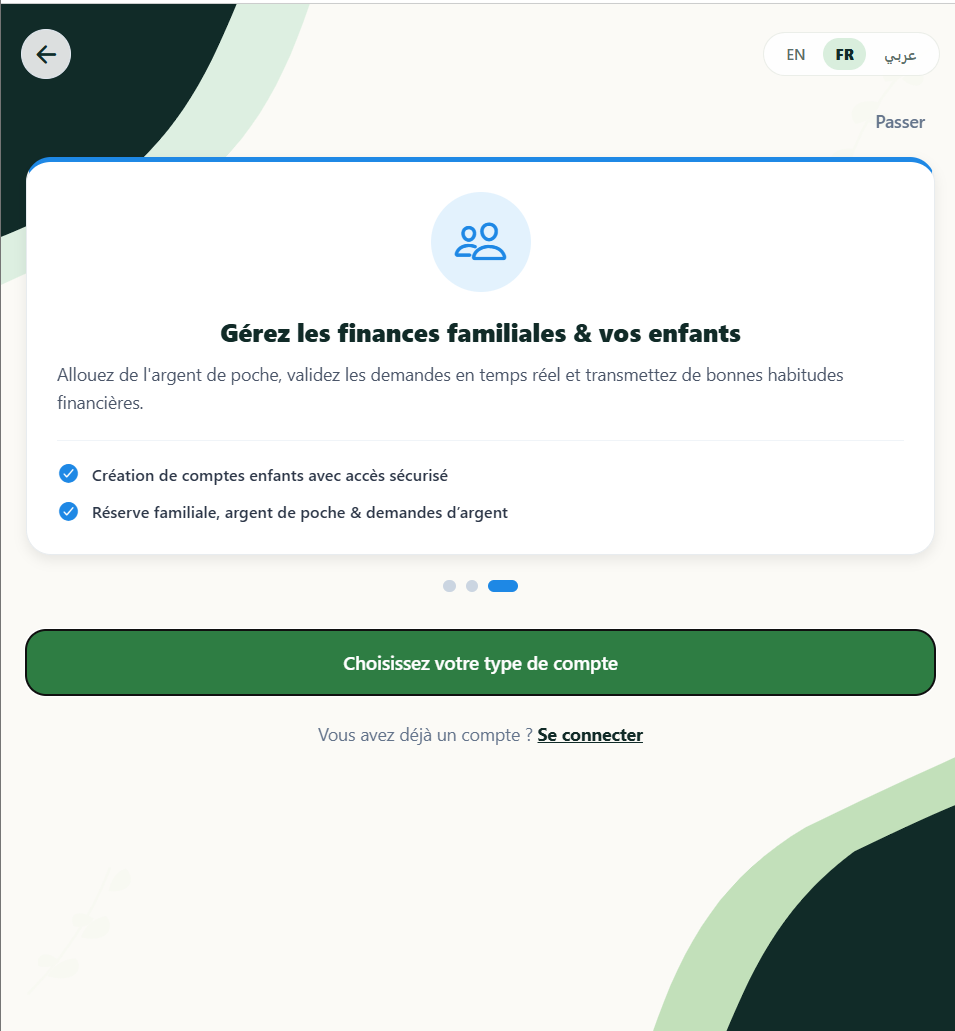 EN FR عربي
Passer
Gérez les finances familiales & vos enfants
Allouez de l'argent de poche, validez les demandes en temps réel et transmettez de bonnes habitudes
financières.
Création de comptes enfants avec accès sécurisé
Réserve familiale, argent de poche & demandes d’argent
Choisissez votre type de compte
Vous avez déjà un compte ? Se connecter